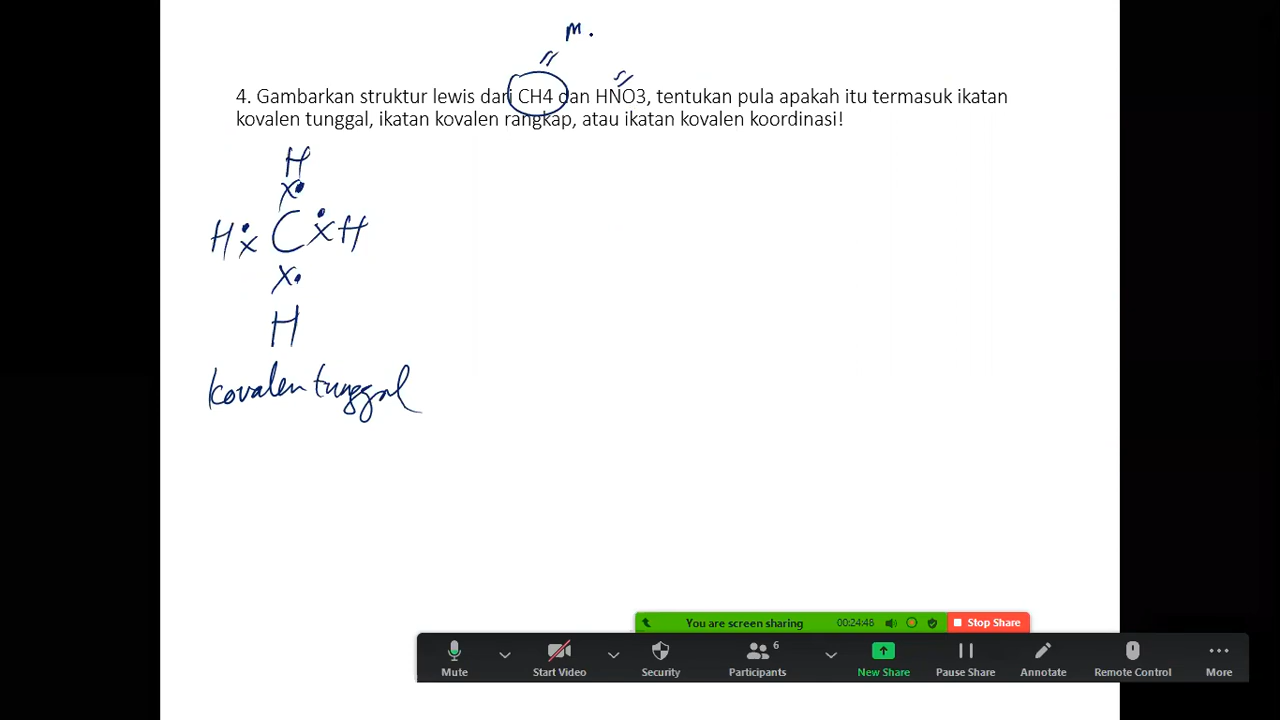 M.
4. Gambarkan struktur lewis dari CH4 dan HNO3, tentukan pula apakah itu termasuk ikatan
kovalen tunggal, ikatan kovalen rangkap, atau ikatan kovalen koordinasi!
H
x•
H •x C •x H
x•
H
kovalen tunggal
You are screen sharing 00:24:48 Stop Share
6
Mute Start Video Security Participants New Share Pause Share Annotate Remote Control More